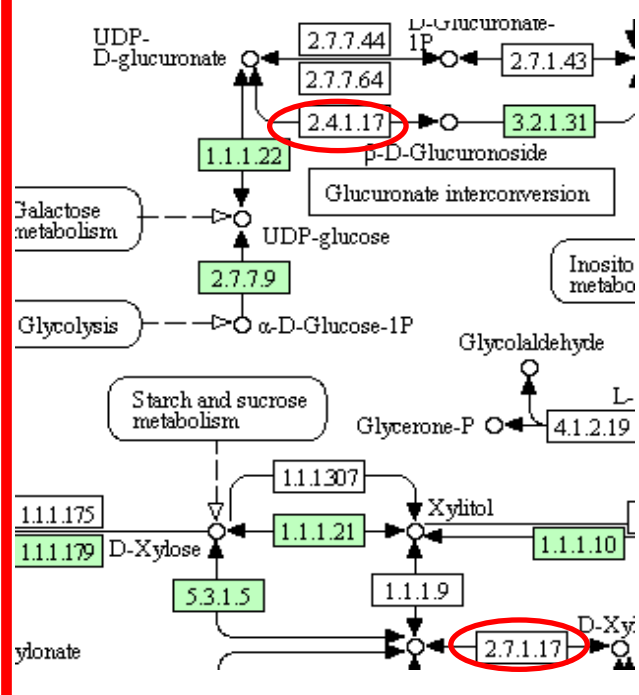 UDP-
D-glucuronate
2.7.7.44
D-Glucuronate-
1P
2.7.1.43
2.7.7.64
2.4.1.17
3.2.1.31
1.1.1.22
β-D-Glucuronoside
Glucuronate interconversion
Galactose
metabolism
UDP-glucose
2.7.7.9
Inosito
metabo
Glycolysis
α-D-Glucose-1P
Glycolaldehyde
Starch and sucrose
metabolism
L-
Glycerone-P
4.1.2.19
1.1.1307
1.1.1.175
Xylitol
1.1.1.21
1.1.1.179
D-Xylose
1.1.1.10
5.3.1.5
1.1.1.9
D-Xyl
2.7.1.17
ylonate